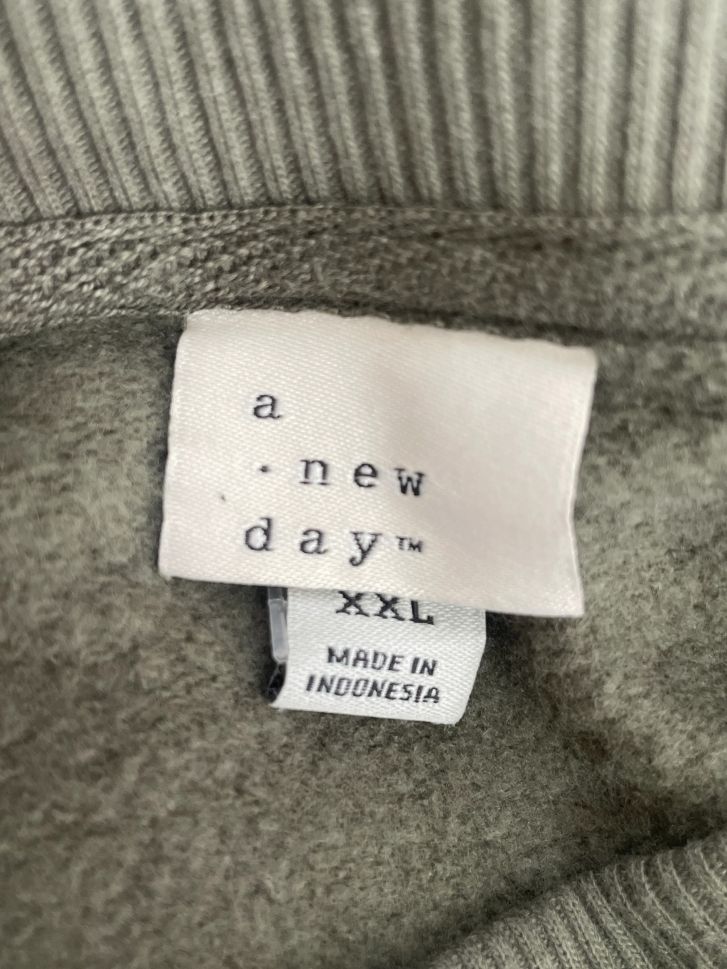 a
· new
day™
XXL
MADE IN
INDONESIA